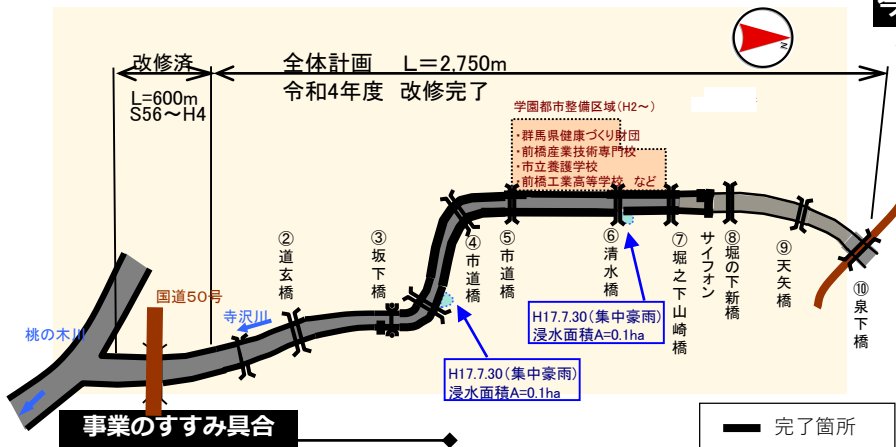 改修済
L=600m
S56～H4
全体計画　L=2,750m
令和4年度 改修完了
N
学園都市整備区域(H2～)
・群馬県健康づくり財団
・前橋産業技術専門校
・市立養護学校
・前橋工業高等学校 など
②道玄橋
③坂下橋
④市道橋
⑤市道橋
⑥清水橋
⑦堀之下山崎橋
サイフォン
⑧堀の下新橋
⑨天矢橋
⑩泉下橋
国道50号
寺沢川
桃の木川
H17.7.30(集中豪雨)
浸水面積A=0.1ha
H17.7.30(集中豪雨)
浸水面積A=0.1ha
事業のすすみ具合
完了箇所